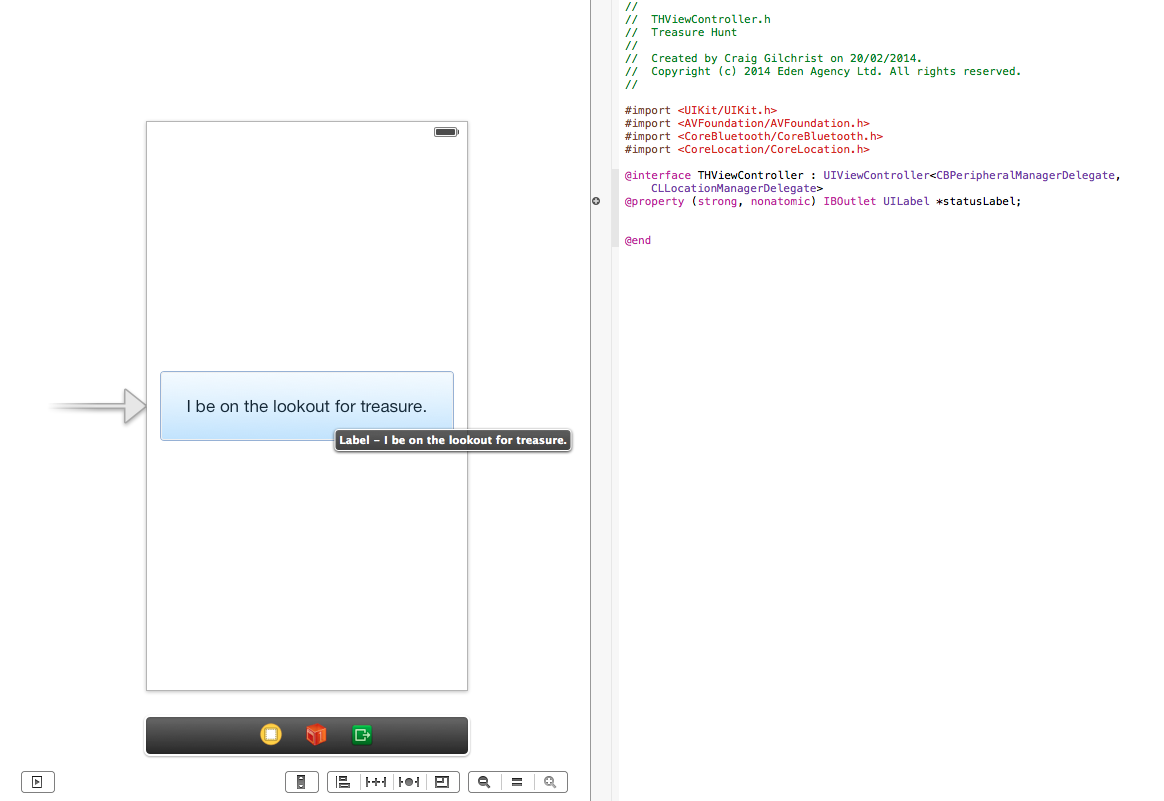 I be on the lookout for treasure.
Label – I be on the lookout for treasure.
//
//  THViewController.h
//  Treasure Hunt
//
//  Created by Craig Gilchrist on 20/02/2014.
//  Copyright (c) 2014 Eden Agency Ltd. All rights reserved.
//
#import <UIKit/UIKit.h>
#import <AVFoundation/AVFoundation.h>
#import <CoreBluetooth/CoreBluetooth.h>
#import <CoreLocation/CoreLocation.h>
@interface THViewController : UIViewController<CBPeripheralManagerDelegate,
CLLocationManagerDelegate>
@property (strong, nonatomic) IBOutlet UILabel *statusLabel;
@end